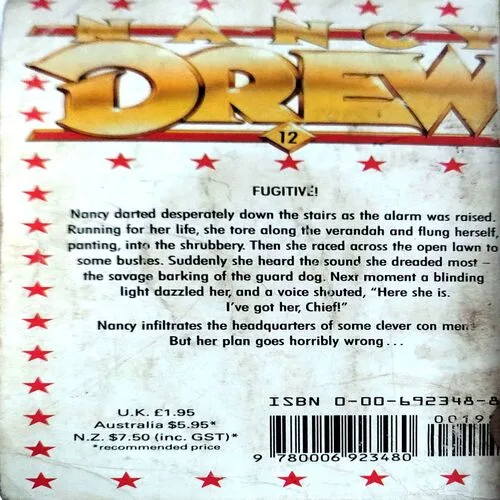 NANCY
DREW
12
FUGITIVE!
Nancy darted desperately down the stairs as the alarm was raised.
Running for her life, she tore along the verandah and flung herself,
panting, into the shrubbery. Then she raced across the open lawn to
some bushes. Suddenly she heard the sound she dreaded most –
the savage barking of the guard dog. Next moment a blinding
light dazzled her, and a voice shouted, "Here she is.
I've got her, Chief!"
Nancy infiltrates the headquarters of some clever con men.
But her plan goes horribly wrong . . .
U.K. £1.95
Australia $5.95*
N.Z. $7.50 (inc. GST)*
*recommended price
ISBN 0-00-692348-8
0019
9 780006 923480